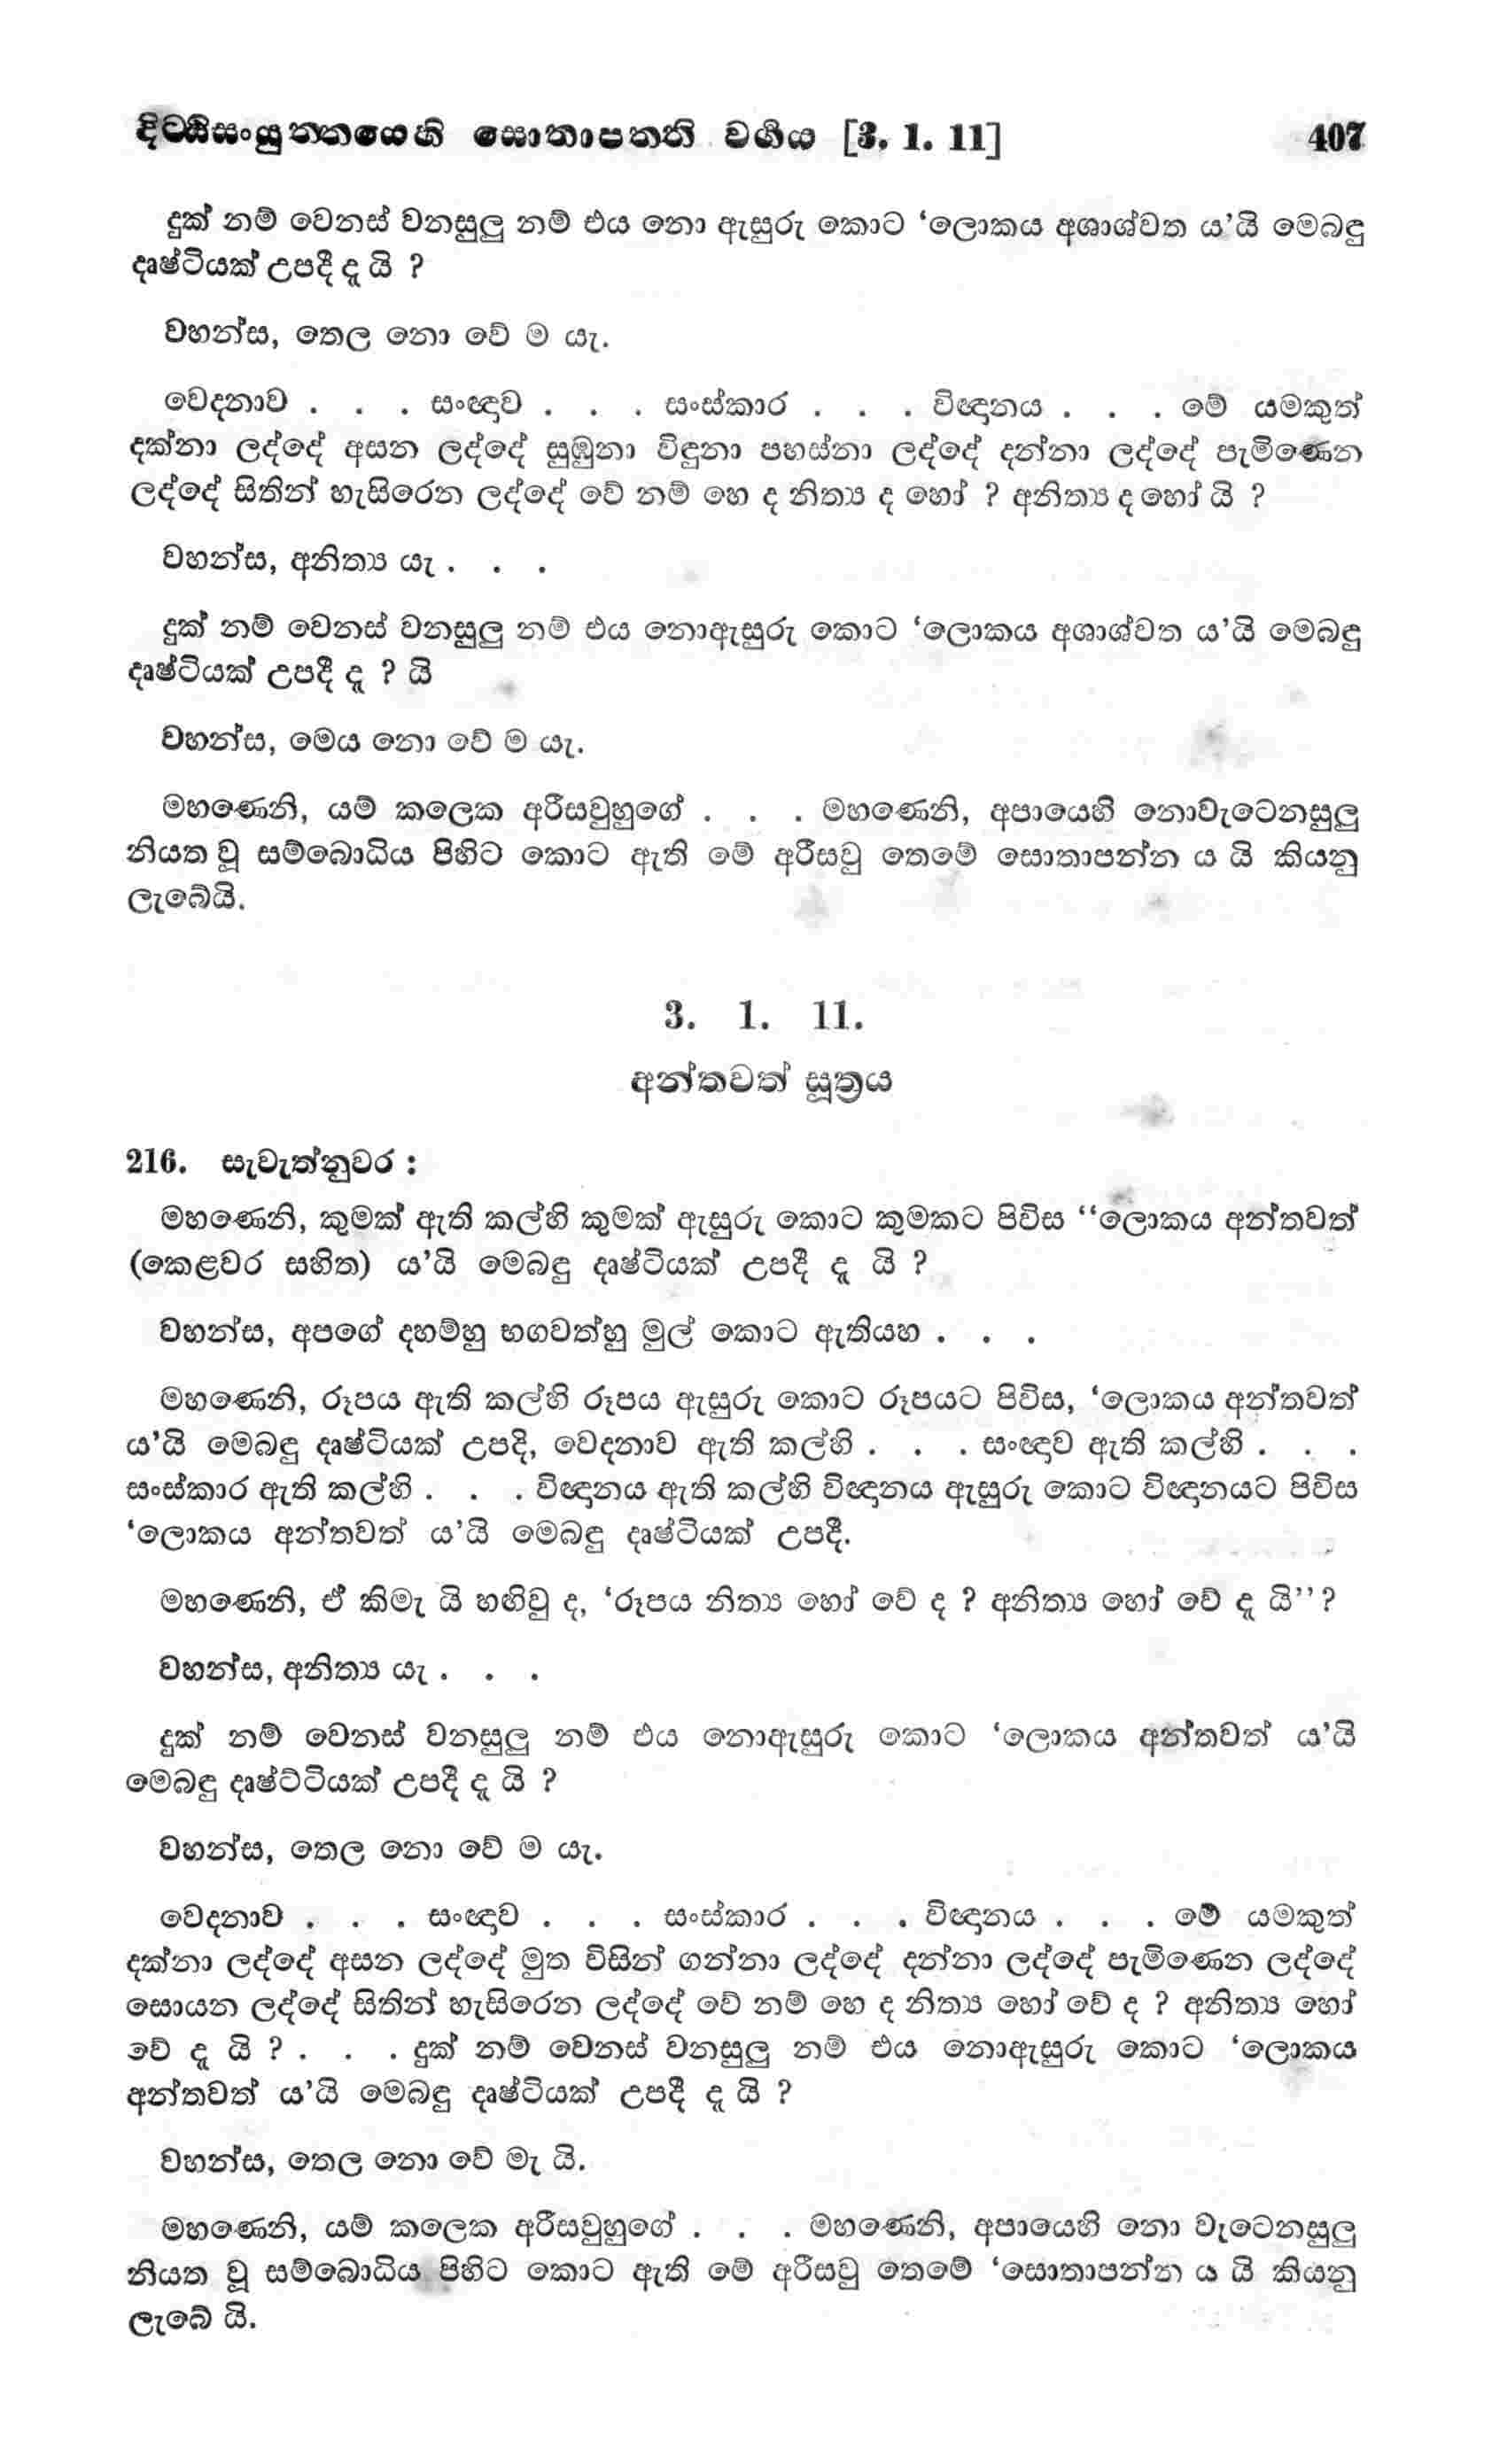 දිට්ඨිසංයුත්තයෙහි සොතාපත්ති වර්‍ගය [3. 1. 11] 407
දුක් නම් වෙනස් වනසුලු නම් එය නො ඇසුරු කොට ‘ලොකය අශාශ්වත ය’යි මෙබඳු
දෘෂ්ටියක් උපදී දැ යි ?
වහන්ස, තෙල නො වේ ම යැ.
වෙදනාව . . . සංඥාව . . . සංස්කාර . . . විඥානය . . . මේ යමකුත්
දක්නා ලද්දේ අසන ලද්දේ සුඹුනා විඳුනා පහස්නා ලද්දේ දන්නා ලද්දේ පැමිණෙන
ලද්දේ සිතින් හැසිරෙන ලද්දේ වේ නම් හෙ ද නිත්‍ය ද හෝ ? අනිත්‍ය ද හෝ යි ?
වහන්ස, අනිත්‍ය යැ . . .
දුක් නම් වෙනස් වනසුලු නම් එය නොඇසුරු කොට ‘ලොකය අශාශ්වත ය’යි මෙබඳු
දෘෂ්ටියක් උපදී දැ ? යි
වහන්ස, මෙය නො වේ ම යැ.
මහණෙනි, යම් කලෙක අරීසවුහුගේ . . . මහණෙනි, අපායෙහි නොවැටෙනසුලු
නියත වූ සම්බොධිය පිහිට කොට ඇති මේ අරීසවු තෙමේ සොතාපන්න ය යි කියනු
ලැබේයි.
3. 1. 11.
අන්තවත් සූත්‍රය
216. සැවැත්නුවර :
මහණෙනි, කුමක් ඇති කල්හි කුමක් ඇසුරු කොට කුමකට පිවිස “ලොකය අන්තවත්
(කෙළවර සහිත) ය’යි මෙබඳු දෘෂ්ටියක් උපදී දැ යි ?
වහන්ස, අපගේ දහම්හු භගවත්හු මුල් කොට ඇතියහ . . .
මහණෙනි, රූපය ඇති කල්හි රූපය ඇසුරු කොට රූපයට පිවිස, ‘ලොකය අන්තවත්
ය’යි මෙබඳු දෘෂ්ටියක් උපදි, වෙදනාව ඇති කල්හි . . . සංඥාව ඇති කල්හි . . .
සංස්කාර ඇති කල්හි . . . විඥානය ඇති කල්හි විඥානය ඇසුරු කොට විඥානයට පිවිස
‘ලොකය අන්තවත් ය’යි මෙබඳු දෘෂ්ටියක් උපදී.
මහණෙනි, ඒ කිමැ යි හඟිවු ද, ‘රූපය නිත්‍ය හෝ වේ ද ? අනිත්‍ය හෝ වේ දැ යි” ?
වහන්ස, අනිත්‍ය යැ . . .
දුක් නම් වෙනස් වනසුලු නම් එය නොඇසුරු කොට ‘ලොකය අන්තවත් ය’යි
මෙබඳු දෘෂ්ට්ටියක් උපදී දැ යි ?
වහන්ස, තෙල නො වේ ම යැ.
වෙදනාව . . . සංඥාව . . . සංස්කාර . . . විඥානය . . . මේ යමකුත්
දක්නා ලද්දේ අසන ලද්දේ මුත විසින් ගන්නා ලද්දේ දන්නා ලද්දේ පැමිණෙන ලද්දේ
සොයන ලද්දේ සිතින් හැසිරෙන ලද්දේ වේ නම් හෙ ද නිත්‍ය හෝ වේ ද ? අනිත්‍ය හෝ
වේ දැ යි ? . . . දුක් නම් වෙනස් වනසුලු නම් එය නොඇසුරු කොට ‘ලොකය
අන්තවත් ය’යි මෙබඳු දෘෂ්ටියක් උපදී දැ යි ?
වහන්ස, තෙල නො වේ මැ යි.
මහණෙනි, යම් කලෙක අරීසවුහුගේ . . . මහණෙනි, අපායෙහි නො වැටෙනසුලු
නියත වූ සම්බොධිය පිහිට කොට ඇති මේ අරීසවු තෙමේ ‘සොතාපන්න ය යි කියනු
ලැබේ යි.